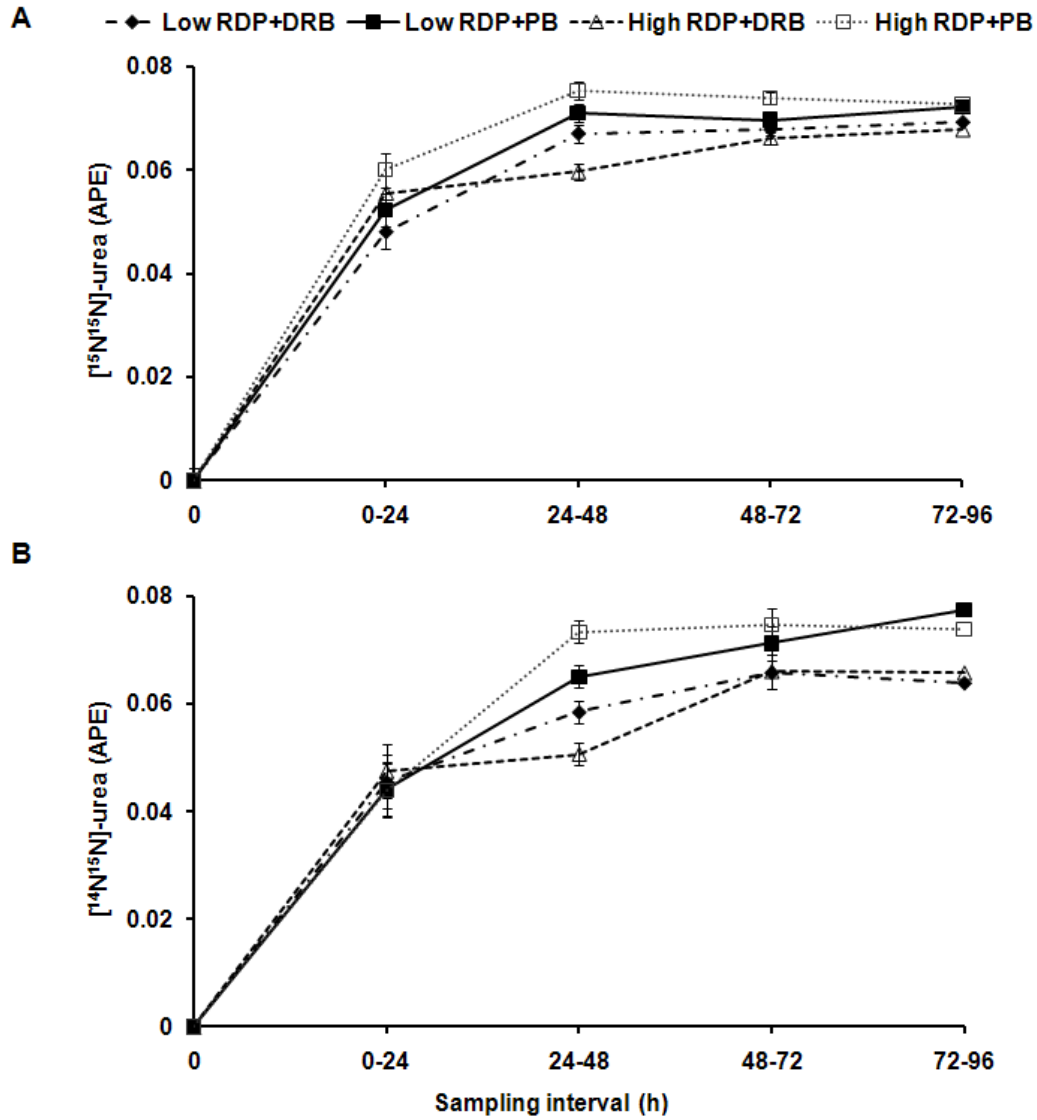 A
Low RDP+DRB Low RDP+PB High RDP+DRB High RDP+PB
[¹⁵N¹⁵N]-urea (APE)
0.08
0.06
0.04
0.02
0
0 0-24 24-48 48-72 72-96
B
[¹⁴N¹⁵N]-urea (APE)
0.08
0.06
0.04
0.02
0
0 0-24 24-48 48-72 72-96
Sampling interval (h)